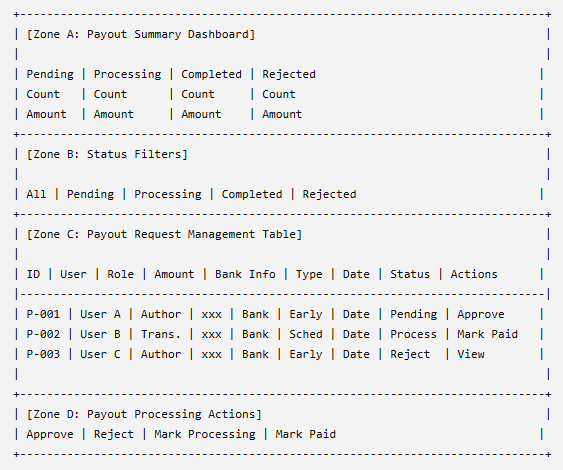 +-------------------------------------------------------------------------------+
| [Zone A: Payout Summary Dashboard]                                            |
|                                                                               |
| Pending | Processing | Completed | Rejected                                  |
| Count   | Count      | Count     | Count                                     |
| Amount  | Amount     | Amount    | Amount                                    |
+-------------------------------------------------------------------------------+
| [Zone B: Status Filters]                                                      |
|                                                                               |
| All | Pending | Processing | Completed | Rejected                            |
+-------------------------------------------------------------------------------+
| [Zone C: Payout Request Management Table]                                     |
|                                                                               |
| ID | User | Role | Amount | Bank Info | Type | Date | Status | Actions      |
|-------------------------------------------------------------------------------|
| P-001 | User A | Author | xxx | Bank | Early | Date | Pending | Approve     |
| P-002 | User B | Trans. | xxx | Bank | Sched | Date | Process | Mark Paid   |
| P-003 | User C | Author | xxx | Bank | Early | Date | Reject  | View        |
|                                                                               |
+-------------------------------------------------------------------------------+
| [Zone D: Payout Processing Actions]                                           |
| Approve | Reject | Mark Processing | Mark Paid                               |
+-------------------------------------------------------------------------------+